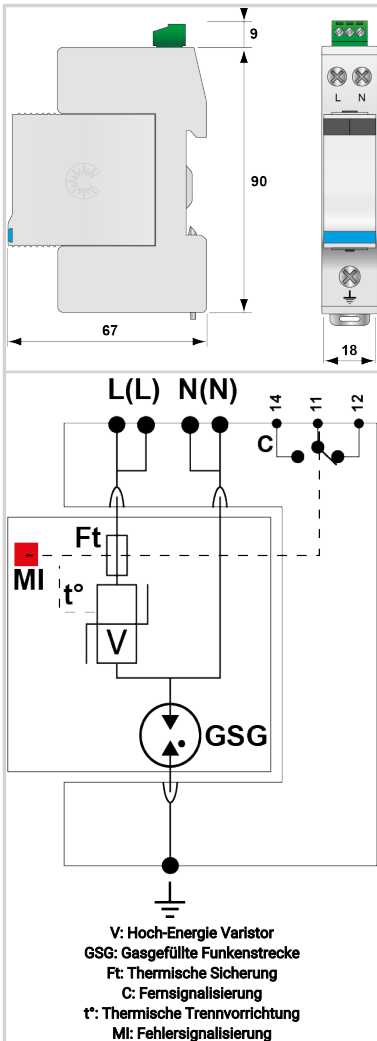 9
L N
90
67
18
L(L) N(N)
14 11 12
C
Ft
MI
t°
V
GSG
V: Hoch-Energie Varistor
GSG: Gasgefüllte Funkenstrecke
Ft: Thermische Sicherung
C: Fernsignalisierung
t°: Thermische Trennvorrichtung
MI: Fehlersignalisierung